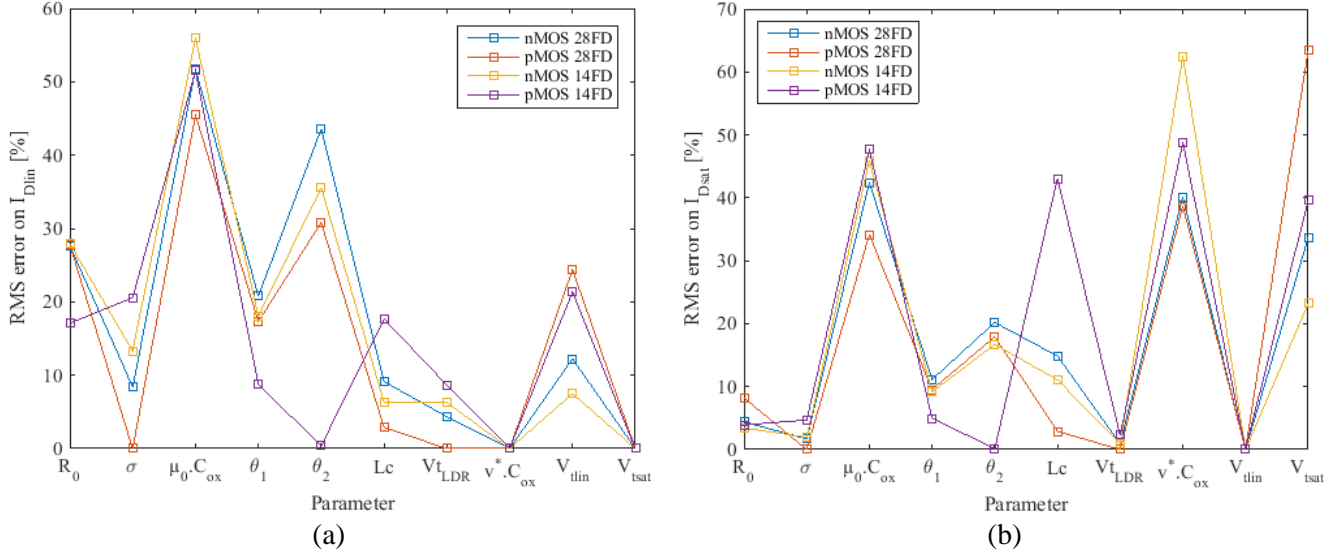 60
50
40
30
20
10
0
RMS error on I_Dlin [%]
nMOS 28FD
pMOS 28FD
nMOS 14FD
pMOS 14FD
R_0 σ μ_0.C_ox θ_1 θ_2 Lc Vt_LDR v*.C_ox V_tlin V_tsat
Parameter
(a)
70
60
50
40
30
20
10
0
RMS error on I_Dsat [%]
nMOS 28FD
pMOS 28FD
nMOS 14FD
pMOS 14FD
R_0 σ μ_0.C_ox θ_1 θ_2 Lc Vt_LDR v*.C_ox V_tlin V_tsat
Parameter
(b)